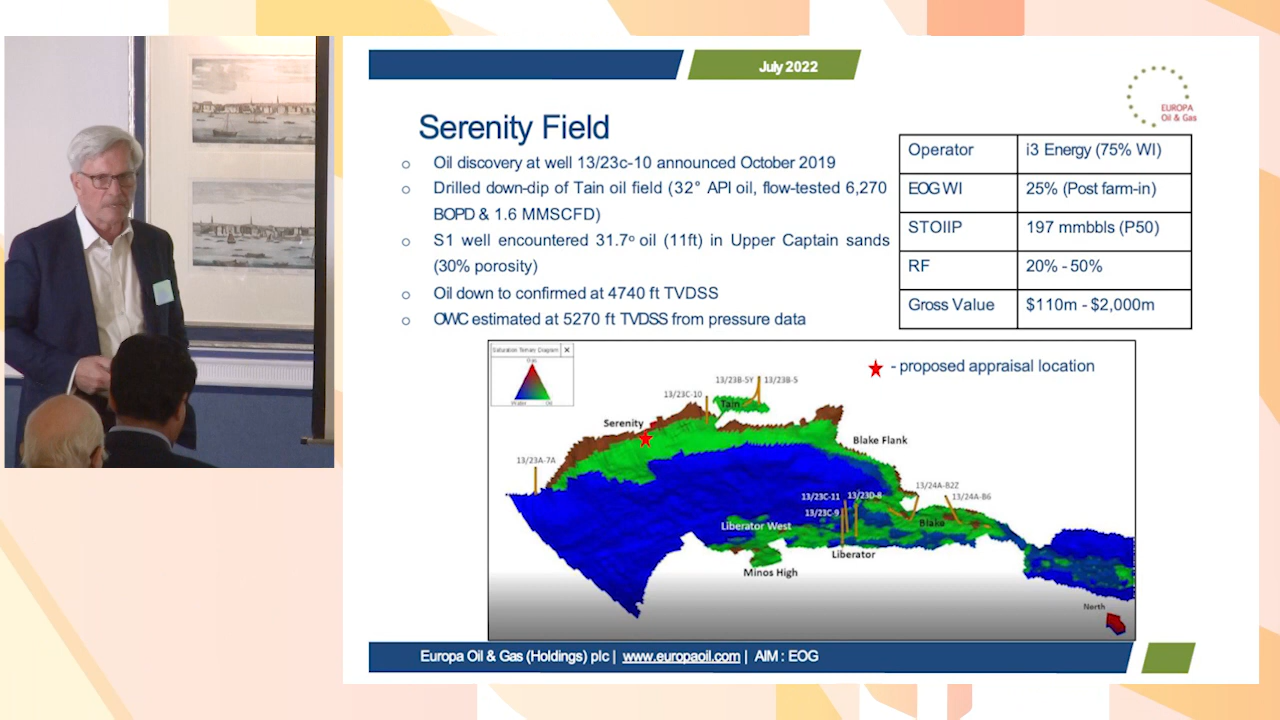 July 2022
EUROPA
Oil & Gas
Serenity Field
o Oil discovery at well 13/23c-10 announced October 2019
o Drilled down-dip of Tain oil field (32° API oil, flow-tested 6,270
BOPD & 1.6 MMSCFD)
o S1 well encountered 31.7º oil (11ft) in Upper Captain sands
(30% porosity)
o Oil down to confirmed at 4740 ft TVDSS
o OWC estimated at 5270 ft TVDSS from pressure data
Operator i3 Energy (75% WI)
EOG WI 25% (Post farm-in)
STOIIP 197 mmbbls (P50)
RF 20% - 50%
Gross Value $110m - $2,000m
Saturation Ternary Diagram
Gas
Water Oil
- proposed appraisal location
13/23B-5Y 13/23B-5
13/23C-10
Tain
Serenity
Blake Flank
13/23A-7A
13/24A-B2Z
13/23C-11 13/23D-8 13/24A-B6
13/23C-9
Liberator West Blake
Liberator
Minos High
North
Europa Oil & Gas (Holdings) plc | www.europaoil.com | AIM : EOG